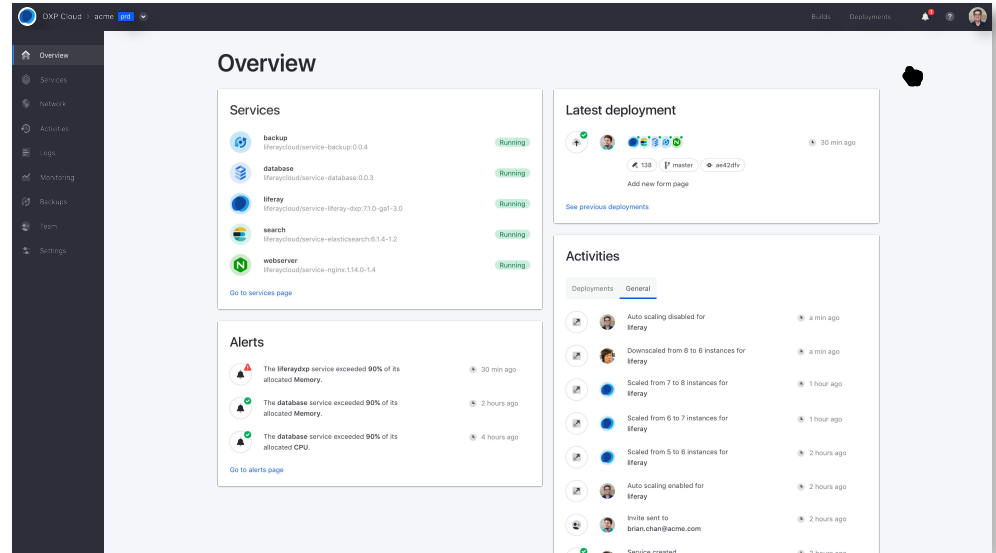 DXP Cloud > acme prd
Builds Deployments
Overview
Services
Network
Activities
Logs
Monitoring
Backups
Team
Settings
Overview
Services
backup
liferaycloud/service-backup:0.0.4
Running
database
liferaycloud/service-database:0.0.3
Running
liferay
liferaycloud/service-liferay-dxp:7.1.0-ga1-3.0
Running
search
liferaycloud/service-elasticsearch:6.1.4-1.2
Running
webserver
liferaycloud/service-nginx:1.14.0-1.4
Running
Go to services page
Alerts
The liferaydxp service exceeded 90% of its
allocated Memory.
30 min ago
The database service exceeded 90% of its
allocated Memory.
2 hours ago
The database service exceeded 90% of its
allocated CPU.
4 hours ago
Go to alerts page
Latest deployment
30 min ago
138 master ae42dfv
Add new form page
See previous deployments
Activities
Deployments General
Auto scaling disabled for
liferay
a min ago
Downscaled from 8 to 6 instances for
liferay
a min ago
Scaled from 7 to 8 instances for
liferay
1 hour ago
Scaled from 6 to 7 instances for
liferay
1 hour ago
Scaled from 5 to 6 instances for
liferay
2 hours ago
Auto scaling enabled for
liferay
2 hours ago
Invite sent to
brian.chan@acme.com
2 hours ago
Service created
2 hours ago